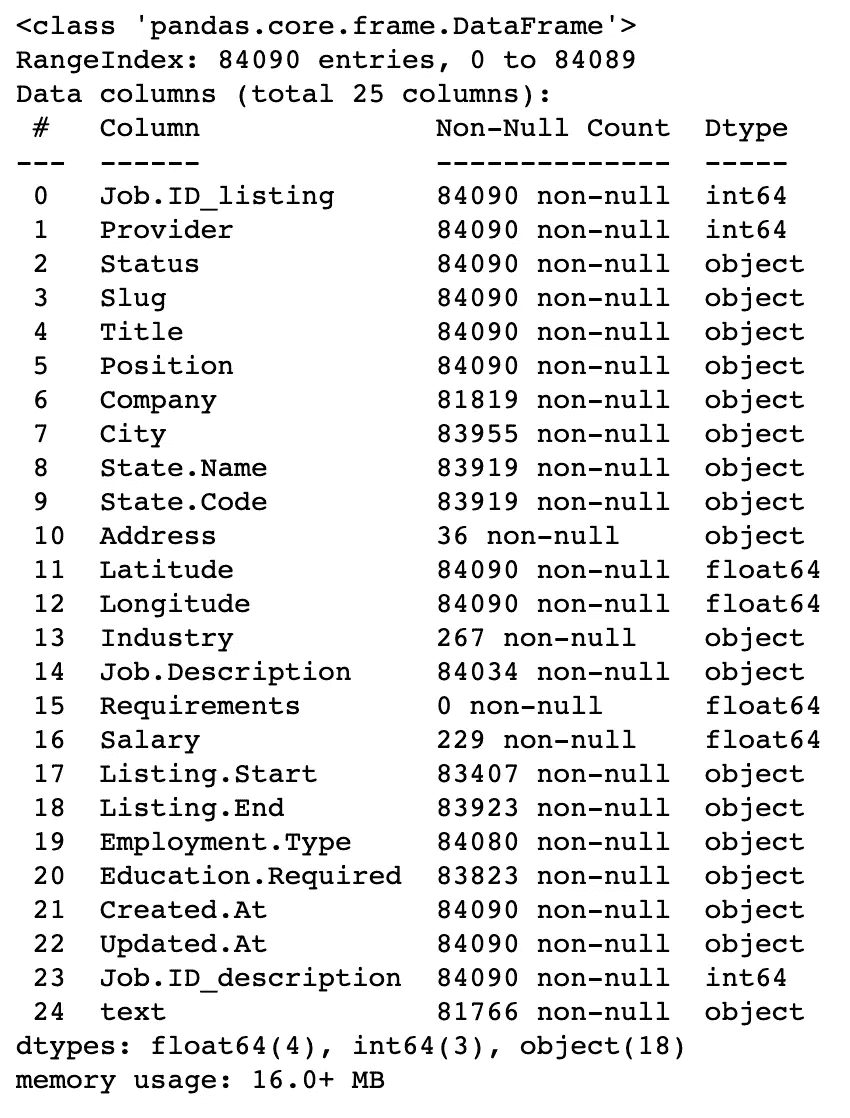 <class 'pandas.core.frame.DataFrame'>
RangeIndex: 84090 entries, 0 to 84089
Data columns (total 25 columns):
 #   Column              Non-Null Count  Dtype
---  ------              --------------  -----
 0   Job.ID_listing      84090 non-null  int64
 1   Provider            84090 non-null  int64
 2   Status              84090 non-null  object
 3   Slug                84090 non-null  object
 4   Title               84090 non-null  object
 5   Position            84090 non-null  object
 6   Company             81819 non-null  object
 7   City                83955 non-null  object
 8   State.Name          83919 non-null  object
 9   State.Code          83919 non-null  object
 10  Address             36 non-null     object
 11  Latitude            84090 non-null  float64
 12  Longitude           84090 non-null  float64
 13  Industry            267 non-null    object
 14  Job.Description     84034 non-null  object
 15  Requirements        0 non-null      float64
 16  Salary              229 non-null    float64
 17  Listing.Start       83407 non-null  object
 18  Listing.End         83923 non-null  object
 19  Employment.Type     84080 non-null  object
 20  Education.Required  83823 non-null  object
 21  Created.At          84090 non-null  object
 22  Updated.At          84090 non-null  object
 23  Job.ID_description  84090 non-null  int64
 24  text                81766 non-null  object
dtypes: float64(4), int64(3), object(18)
memory usage: 16.0+ MB